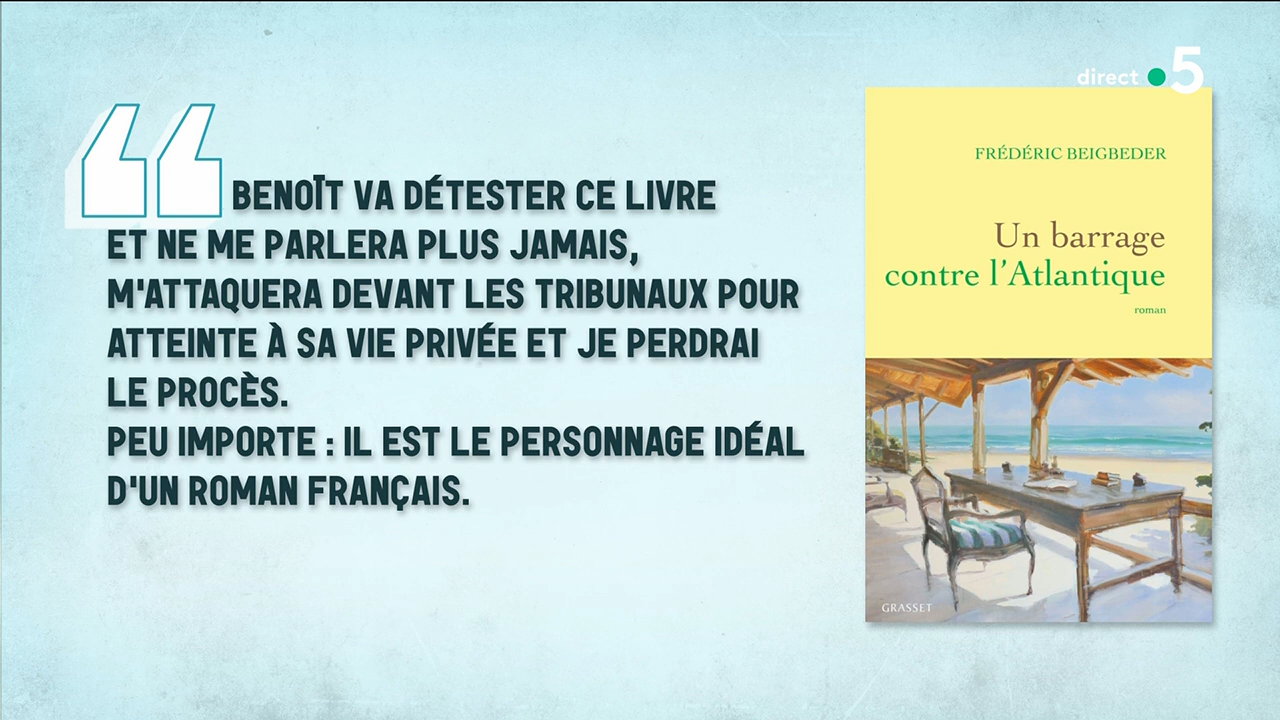 direct 5
BENOÎT VA DÉTESTER CE LIVRE
ET NE ME PARLERA PLUS JAMAIS,
M'ATTAQUERA DEVANT LES TRIBUNAUX POUR
ATTEINTE À SA VIE PRIVÉE ET JE PERDRAI
LE PROCÈS.
PEU IMPORTE : IL EST LE PERSONNAGE IDÉAL
D'UN ROMAN FRANÇAIS.
FRÉDÉRIC BEIGBEDER
Un barrage
contre l'Atlantique
roman
GRASSET